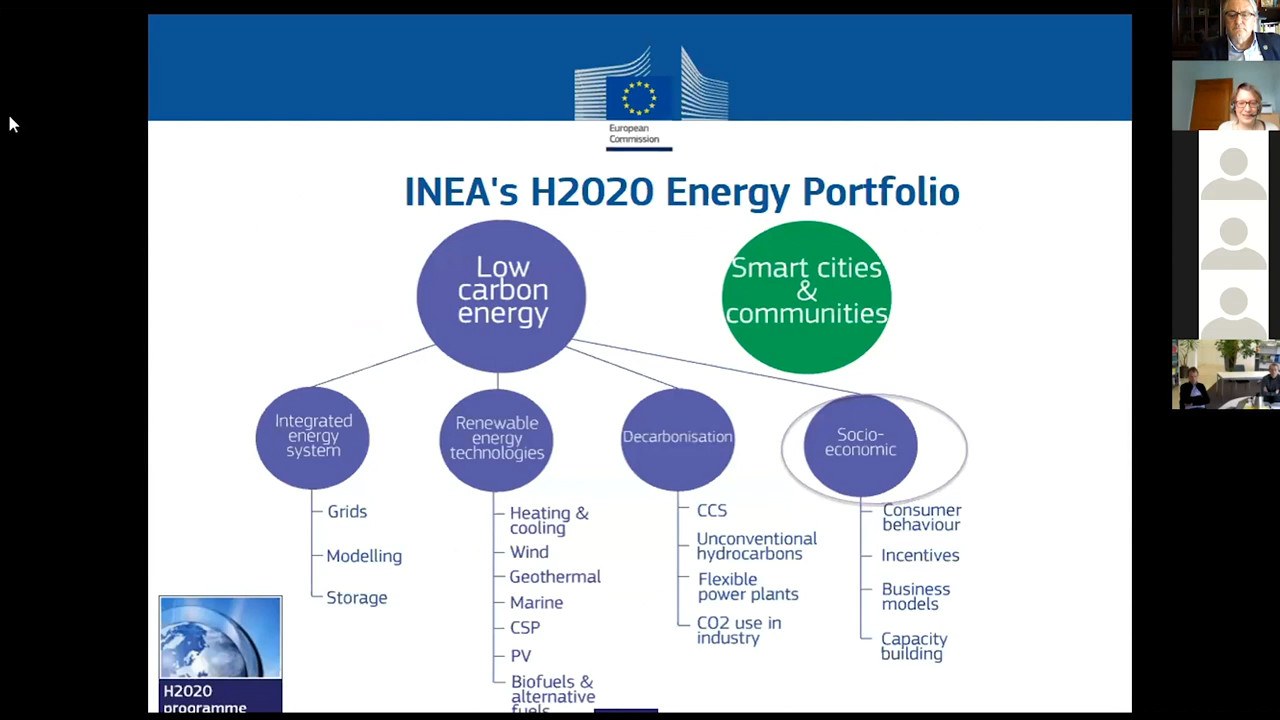 European
Commission
INEA's H2020 Energy Portfolio
Low
carbon
energy
Smart cities
&
communities
Integrated
energy
system
Renewable
energy
technologies
Decarbonisation
Socio-
economic
Grids
Modelling
Storage
Heating &
cooling
Wind
Geothermal
Marine
CSP
PV
Biofuels &
alternative
fuels
CCS
Unconventional
hydrocarbons
Flexible
power plants
CO2 use in
industry
Consumer
behaviour
Incentives
Business
models
Capacity
building
H2020
programme